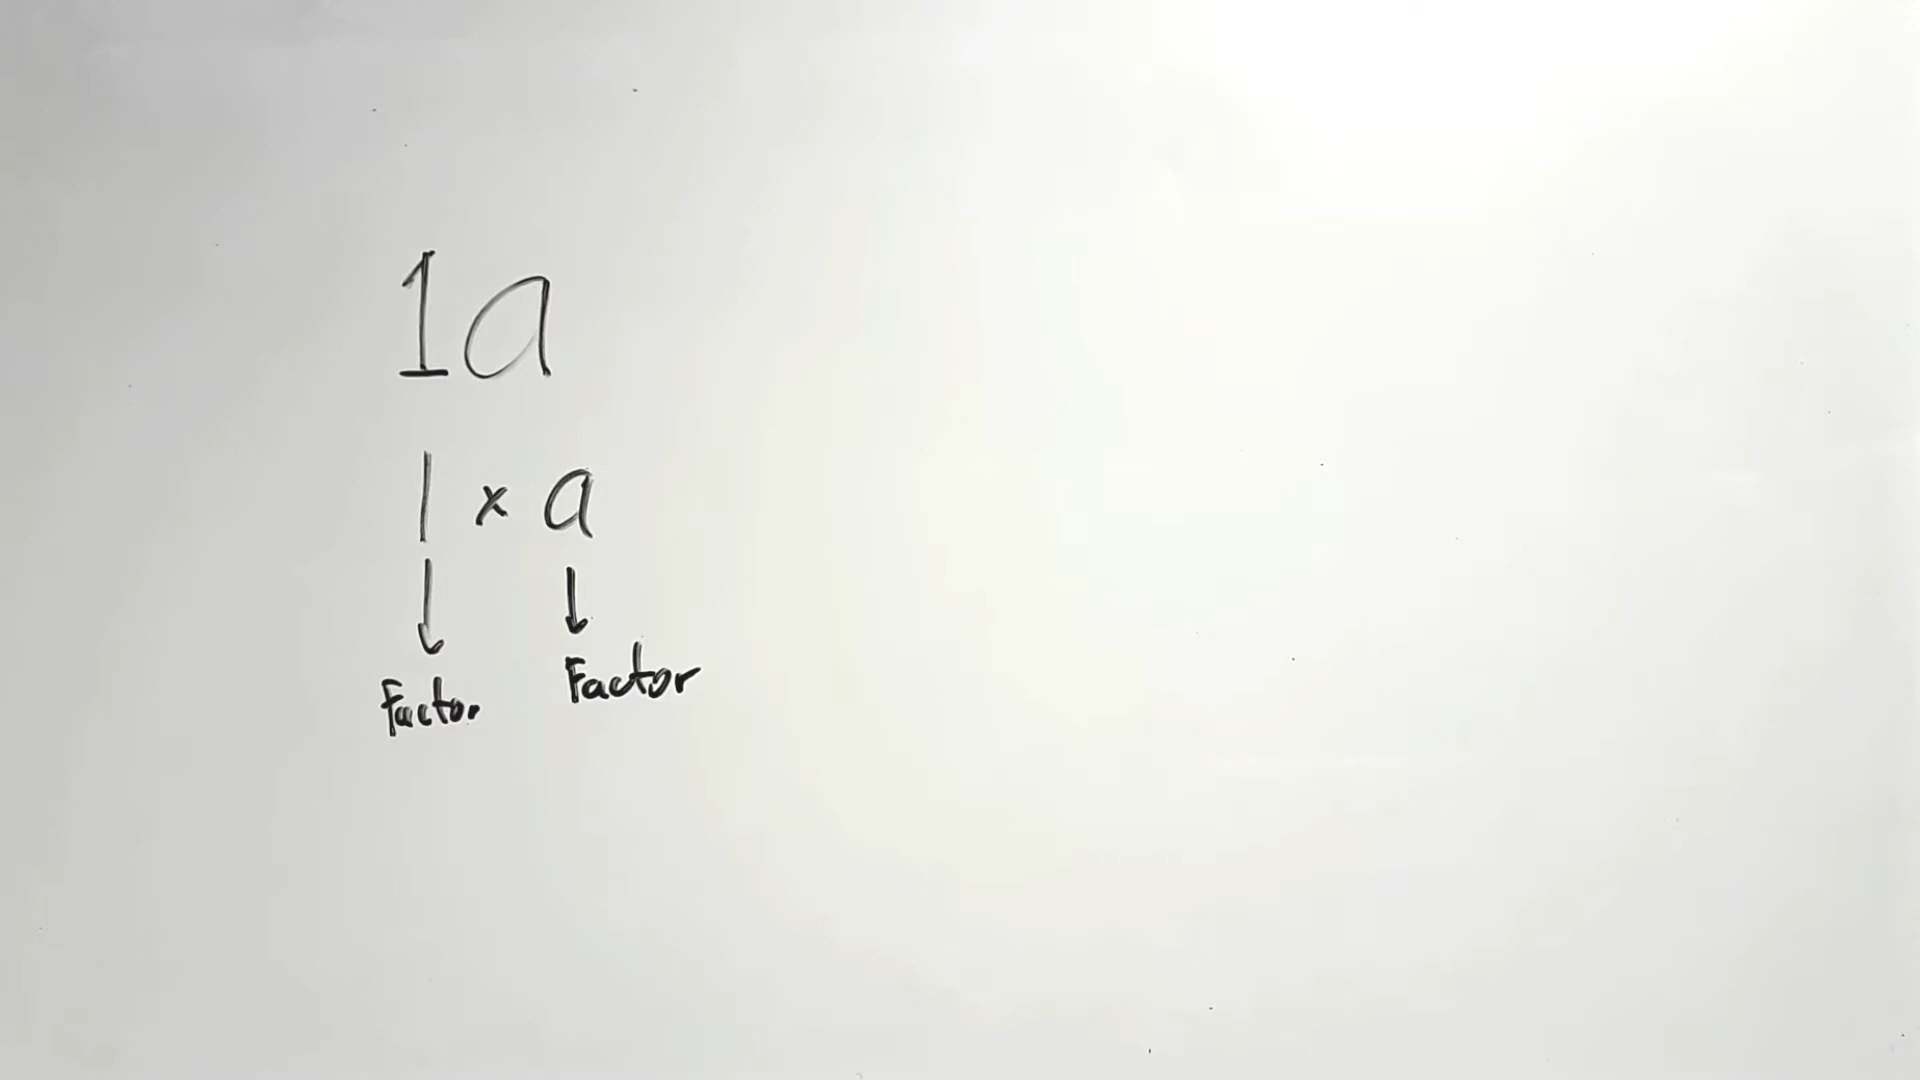 1a
1 × a
↓ ↓
Factor Factor